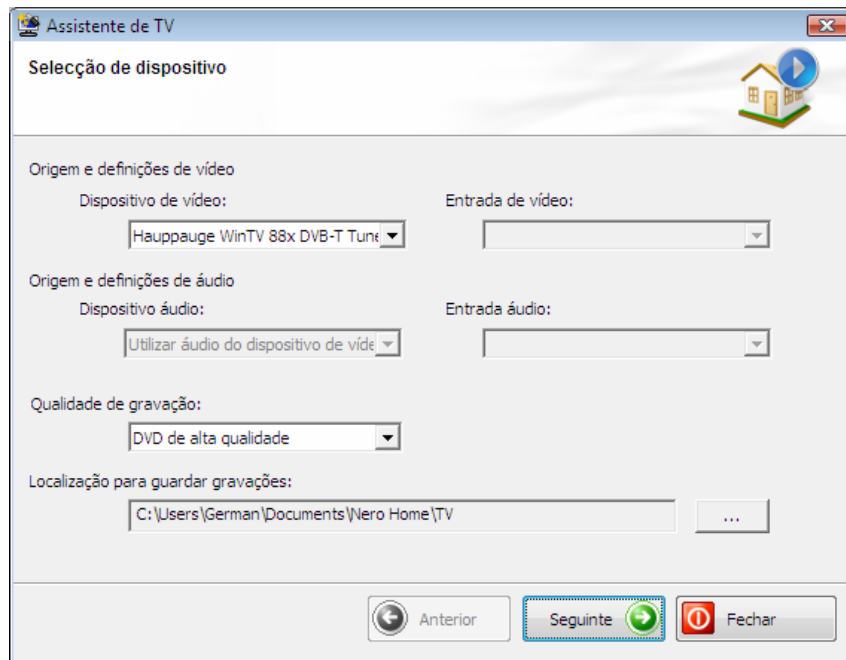 Assistente de TV
Selecção de dispositivo
Origem e definições de vídeo
Dispositivo de vídeo:
Entrada de vídeo:
Hauppauge WinTV 88x DVB-T Tune
Origem e definições de áudio
Dispositivo áudio:
Entrada áudio:
Utilizar áudio do dispositivo de víde
Qualidade de gravação:
DVD de alta qualidade
Localização para guardar gravações:
C:\Users\German\Documents\Nero Home\TV
...
Anterior
Seguinte
Fechar